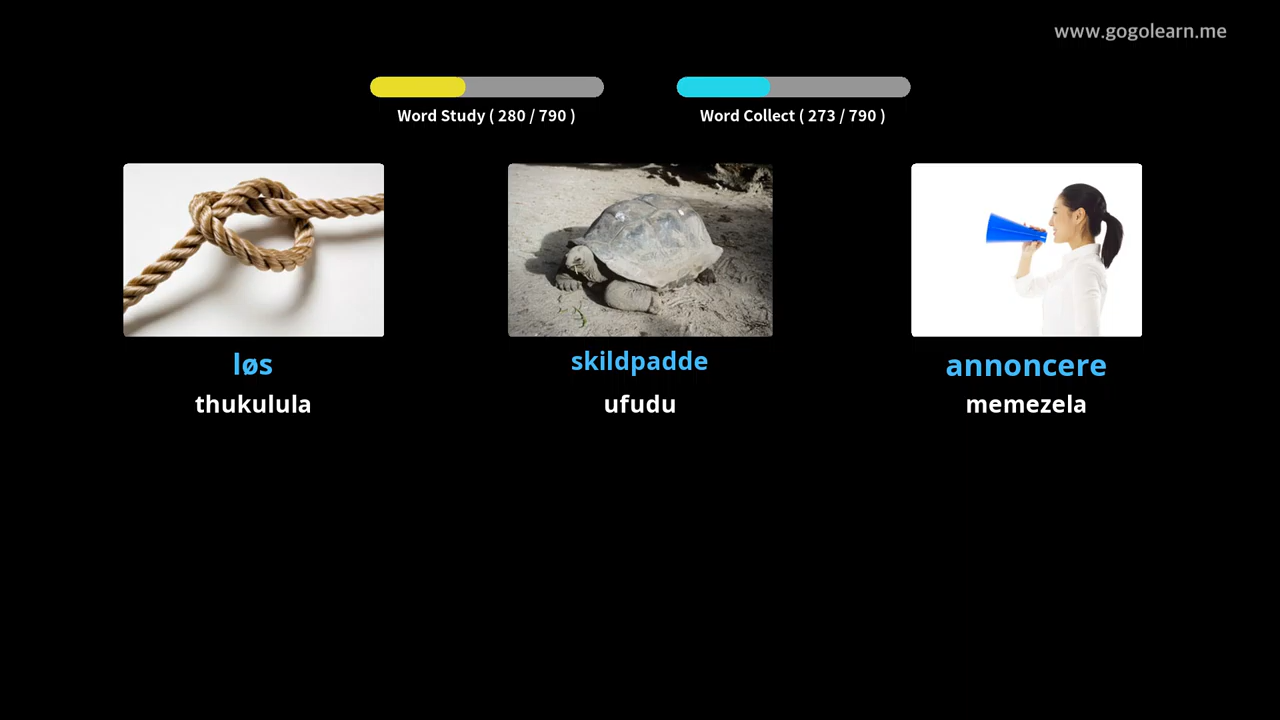 www.gogolearn.me
Word Study ( 280 / 790 )
Word Collect ( 273 / 790 )
løs
skildpadde
annoncere
thukulula
ufudu
memezela